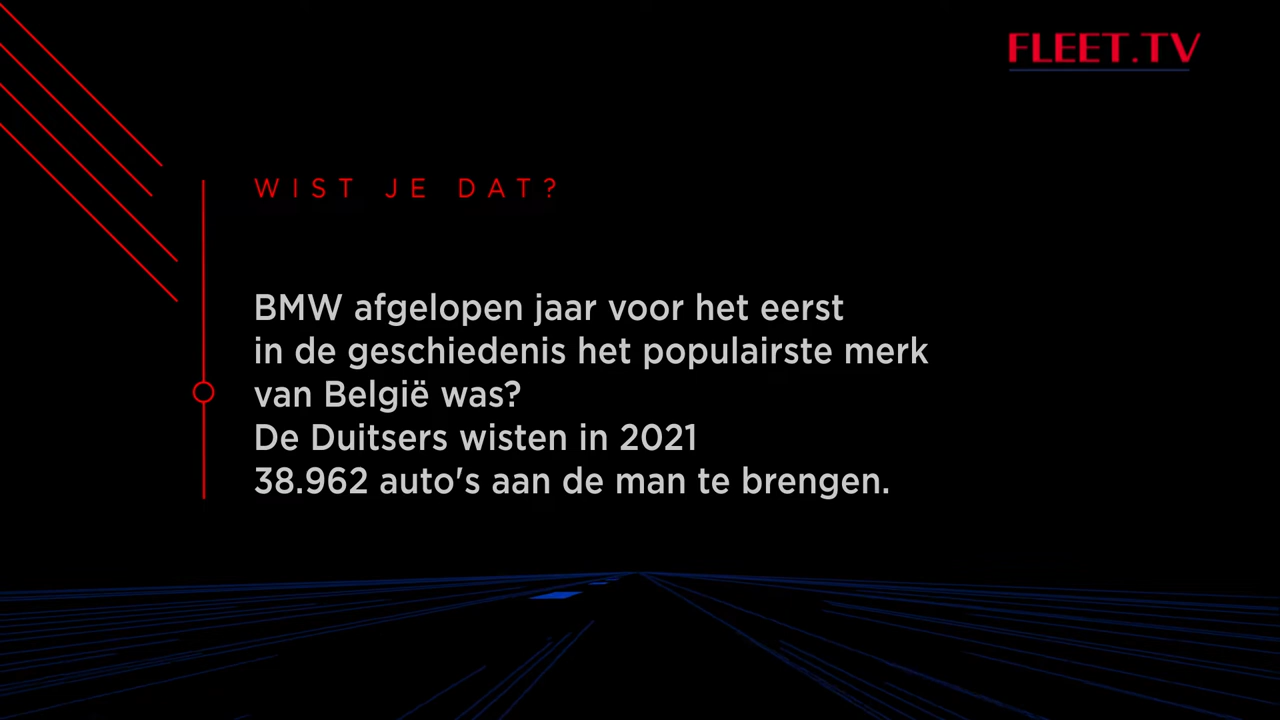 FLEET.TV
WIST JE DAT?
BMW afgelopen jaar voor het eerst
in de geschiedenis het populairste merk
van België was?
De Duitsers wisten in 2021
38.962 auto's aan de man te brengen.